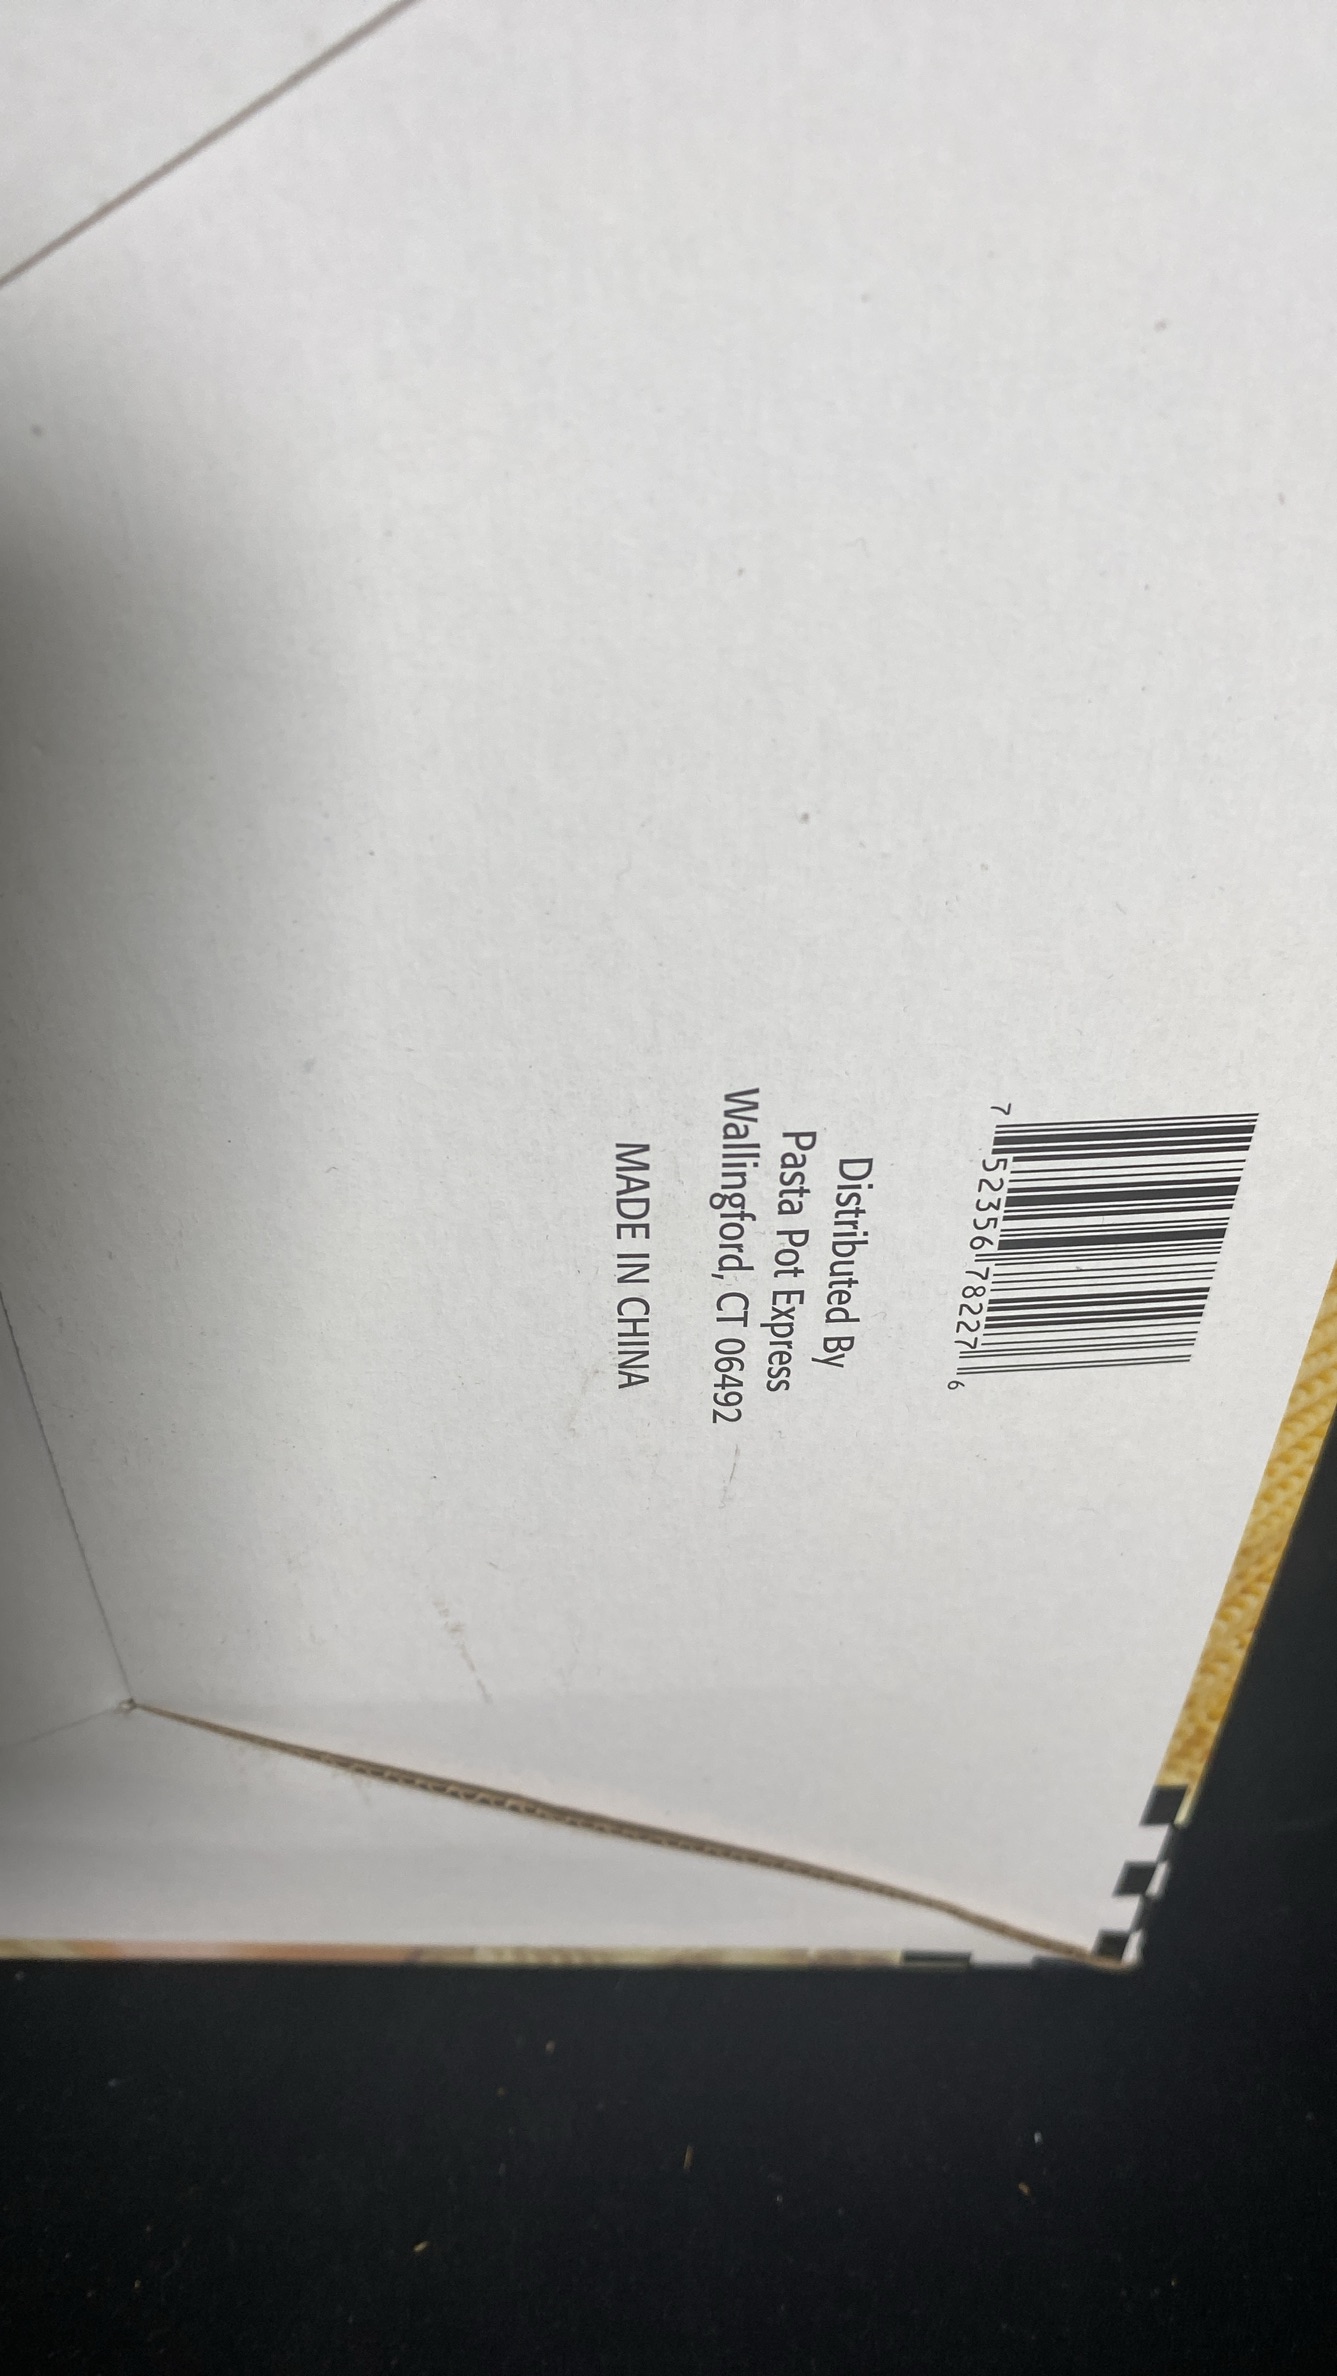 7 52356 78227 6
Distributed By
Pasta Pot Express
Wallingford, CT 06492
MADE IN CHINA